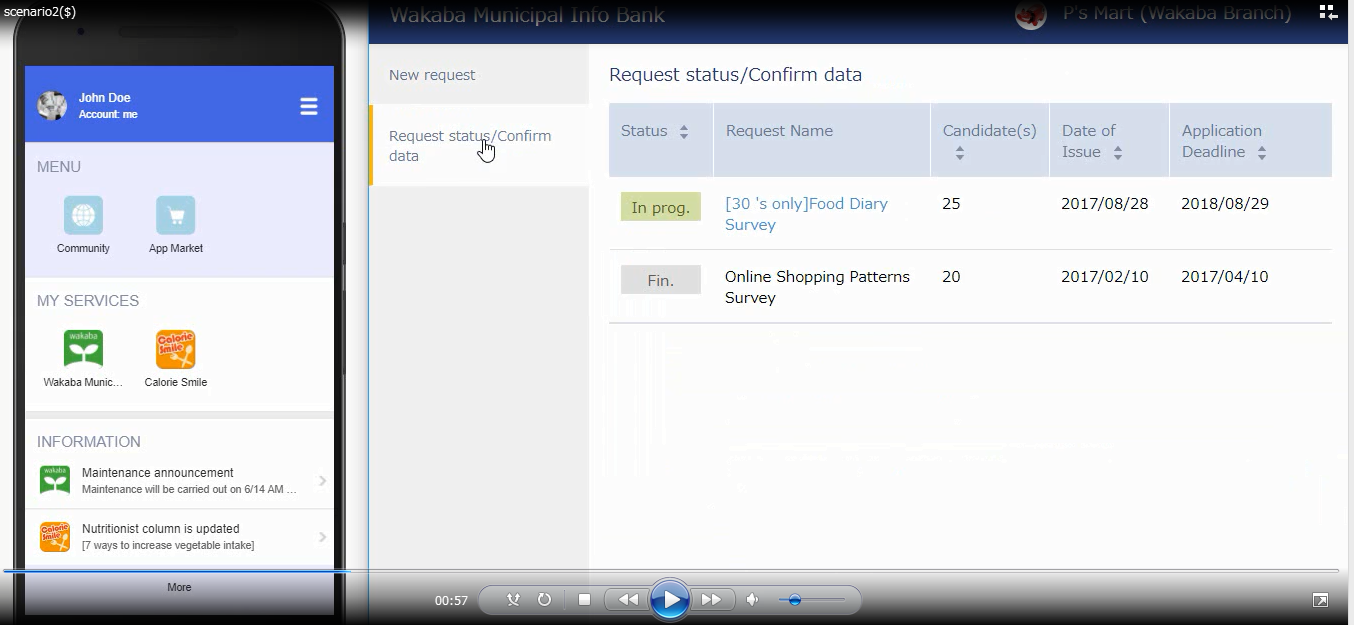 scenario2($)
Wakaba Municipal Info Bank
P's Mart (Wakaba Branch)
John Doe
Account: me
MENU
Community
App Market
MY SERVICES
wakaba
Calorie
Smile
Wakaba Munic...
Calorie Smile
INFORMATION
wakaba
Maintenance announcement
Maintenance will be carried out on 6/14 AM ...
Calorie
Smile
Nutritionist column is updated
[7 ways to increase vegetable intake]
More
New request
Request status/Confirm
data
Request status/Confirm data
Status
Request Name
Candidate(s)
Date of
Issue
Application
Deadline
In prog.
[30 's only]Food Diary
Survey
25
2017/08/28
2018/08/29
Fin.
Online Shopping Patterns
Survey
20
2017/02/10
2017/04/10
00:57